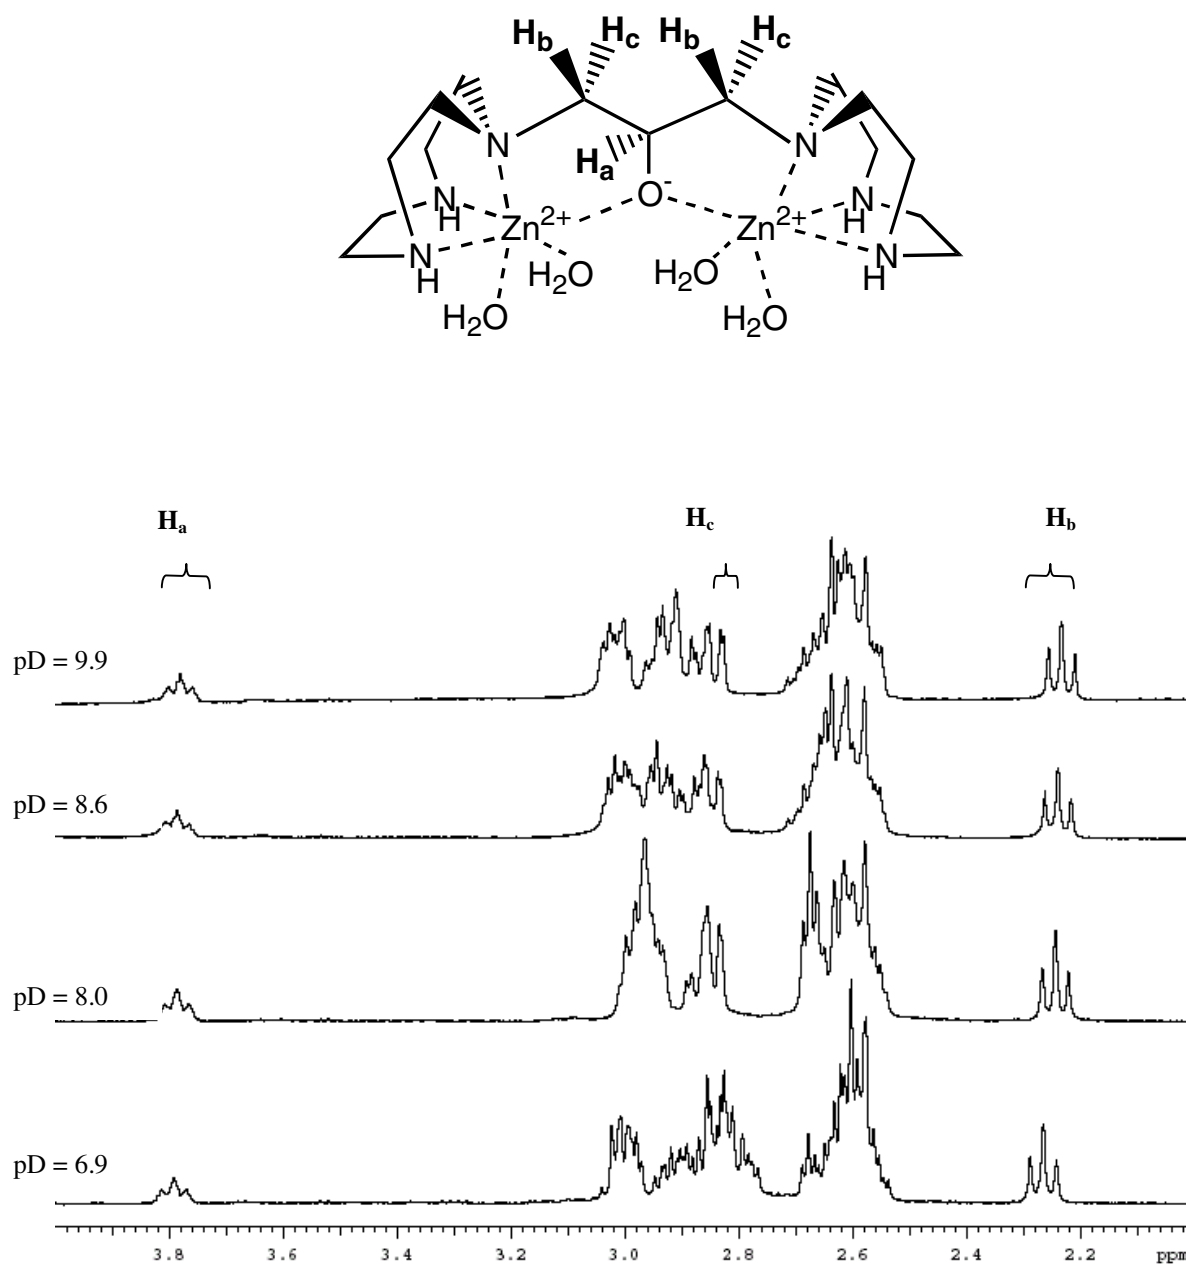 Hb Hc Hb Hc
N N
Ha
N H O- N H
Zn2+ Zn2+
N H H2O H2O N H
H2O H2O
Ha Hc Hb
pD = 9.9
pD = 8.6
pD = 8.0
pD = 6.9
3.8 3.6 3.4 3.2 3.0 2.8 2.6 2.4 2.2 ppm